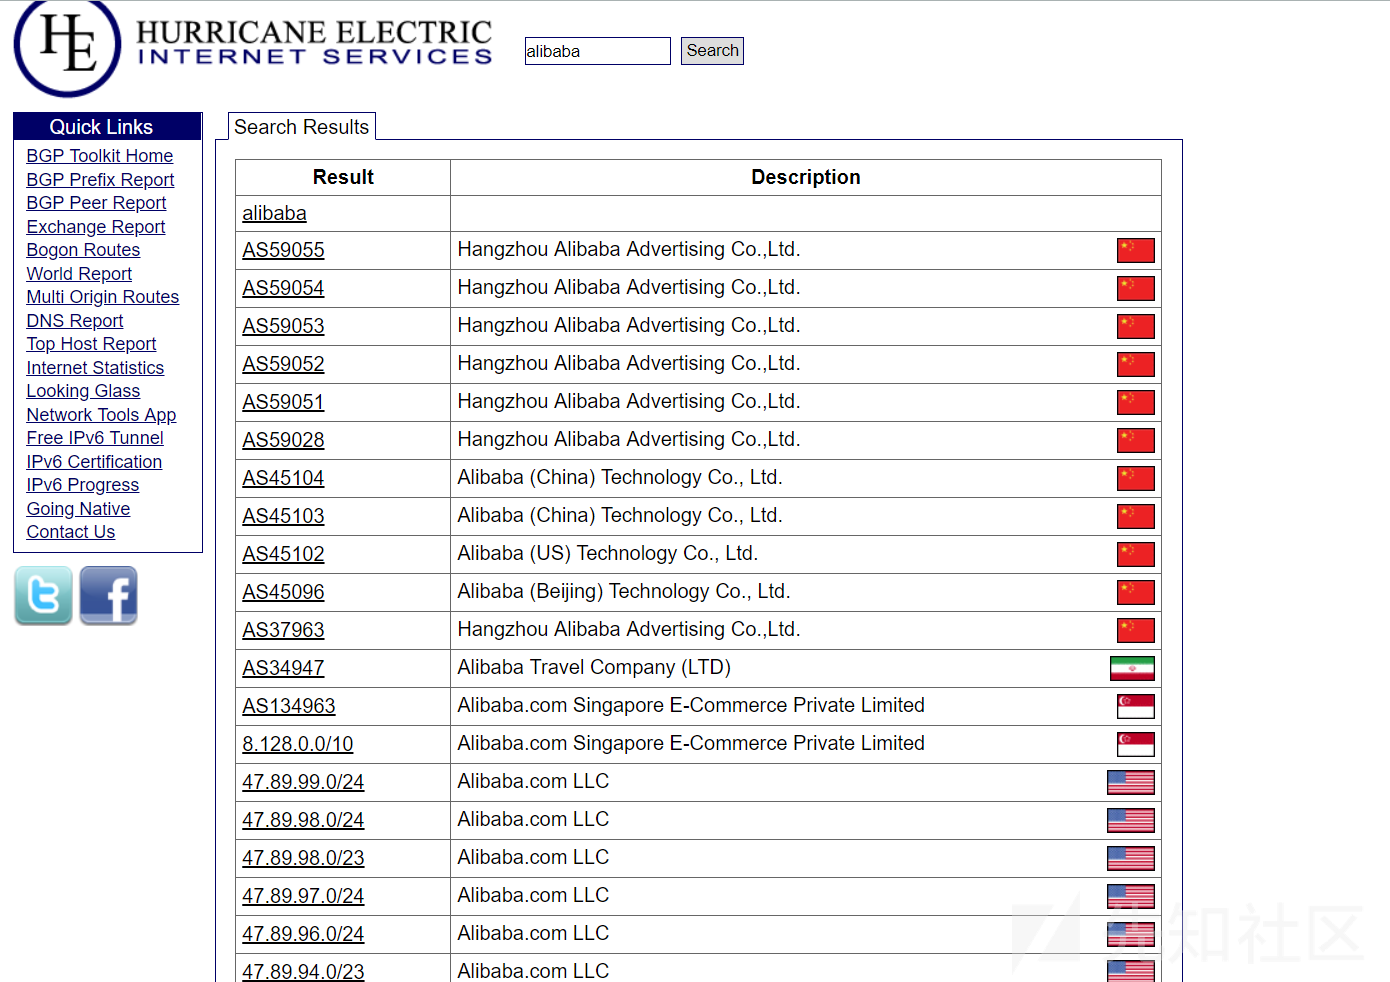 HE
HURRICANE ELECTRIC
INTERNET SERVICES
alibaba
Search
Quick Links
BGP Toolkit Home
BGP Prefix Report
BGP Peer Report
Exchange Report
Bogon Routes
World Report
Multi Origin Routes
DNS Report
Top Host Report
Internet Statistics
Looking Glass
Network Tools App
Free IPv6 Tunnel
IPv6 Certification
IPv6 Progress
Going Native
Contact Us
Search Results
Result Description
alibaba
AS59055 Hangzhou Alibaba Advertising Co.,Ltd.
AS59054 Hangzhou Alibaba Advertising Co.,Ltd.
AS59053 Hangzhou Alibaba Advertising Co.,Ltd.
AS59052 Hangzhou Alibaba Advertising Co.,Ltd.
AS59051 Hangzhou Alibaba Advertising Co.,Ltd.
AS59028 Hangzhou Alibaba Advertising Co.,Ltd.
AS45104 Alibaba (China) Technology Co., Ltd.
AS45103 Alibaba (China) Technology Co., Ltd.
AS45102 Alibaba (US) Technology Co., Ltd.
AS45096 Alibaba (Beijing) Technology Co., Ltd.
AS37963 Hangzhou Alibaba Advertising Co.,Ltd.
AS34947 Alibaba Travel Company (LTD)
AS134963 Alibaba.com Singapore E-Commerce Private Limited
8.128.0.0/10 Alibaba.com Singapore E-Commerce Private Limited
47.89.99.0/24 Alibaba.com LLC
47.89.98.0/24 Alibaba.com LLC
47.89.98.0/23 Alibaba.com LLC
47.89.97.0/24 Alibaba.com LLC
47.89.96.0/24 Alibaba.com LLC
47.89.94.0/23 Alibaba.com LLC
先知社区